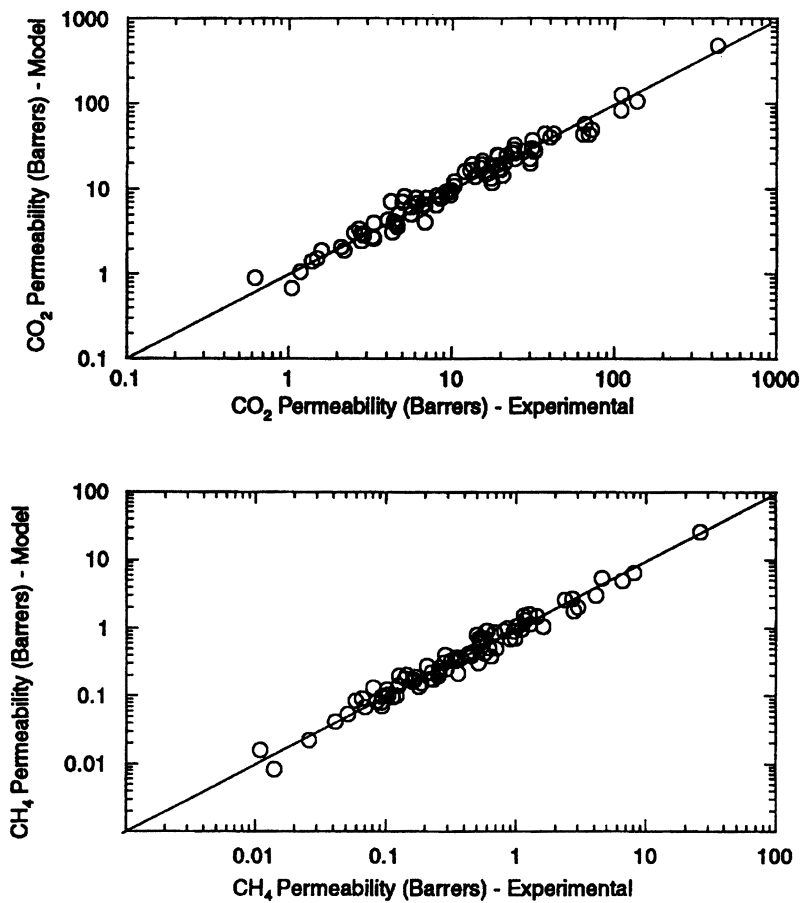 1000
100
10
1
0.1
CO2 Permeability (Barrers) - Model
0.1 1 10 100 1000
CO2 Permeability (Barrers) - Experimental
100
10
1
0.1
0.01
CH4 Permeability (Barrers) - Model
0.01 0.1 1 10 100
CH4 Permeability (Barrers) - Experimental